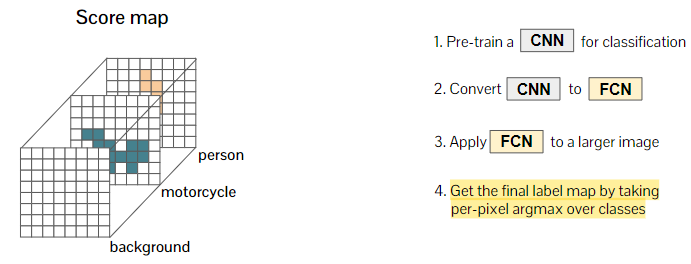 Score map
person
motorcycle
background
1. Pre-train a CNN for classification
2. Convert CNN to FCN
3. Apply FCN to a larger image
4. Get the final label map by taking
per-pixel argmax over classes